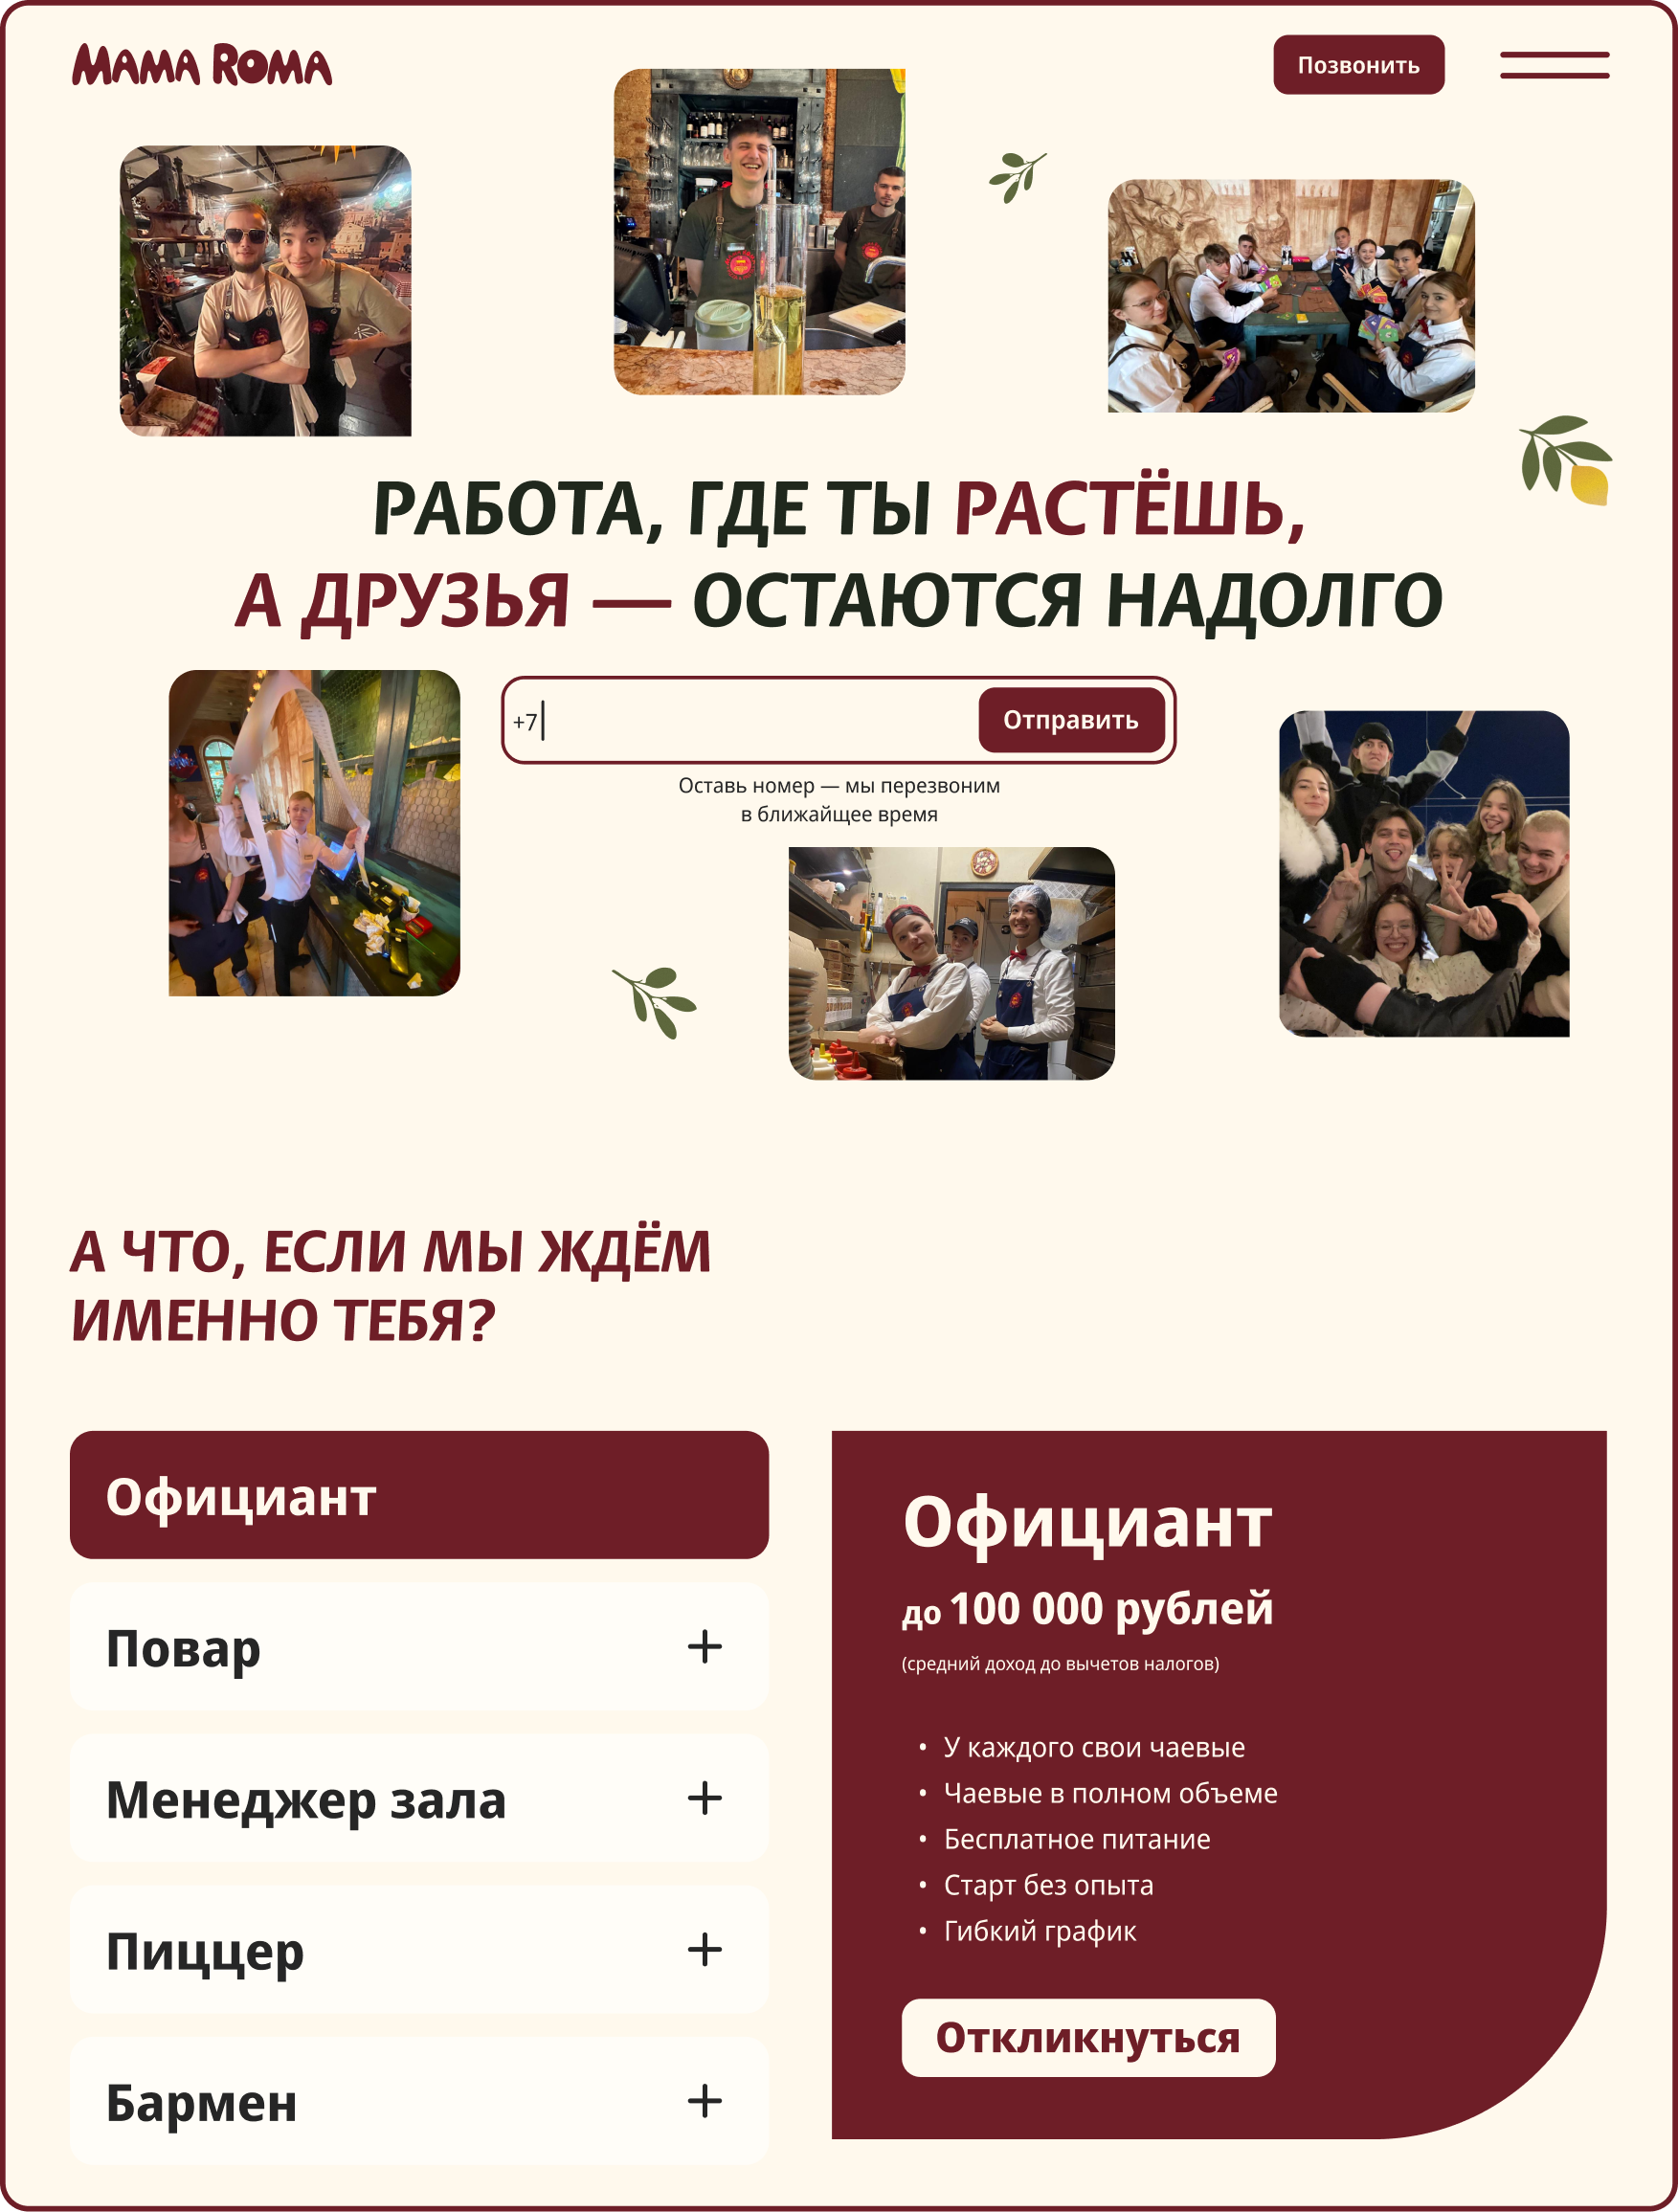 MAMA ROMA
Позвонить
РАБОТА, ГДЕ ТЫ РАСТЁШЬ,
А ДРУЗЬЯ — ОСТАЮТСЯ НАДОЛГО
+7
Отправить
Оставь номер — мы перезвоним
в ближайщее время
А ЧТО, ЕСЛИ МЫ ЖДЁМ
ИМЕННО ТЕБЯ?
Официант
Повар
Менеджер зала
Пиццер
Бармен
Официант
до 100 000 рублей
(средний доход до вычетов налогов)
• У каждого свои чаевые
• Чаевые в полном объеме
• Бесплатное питание
• Старт без опыта
• Гибкий график
Откликнуться